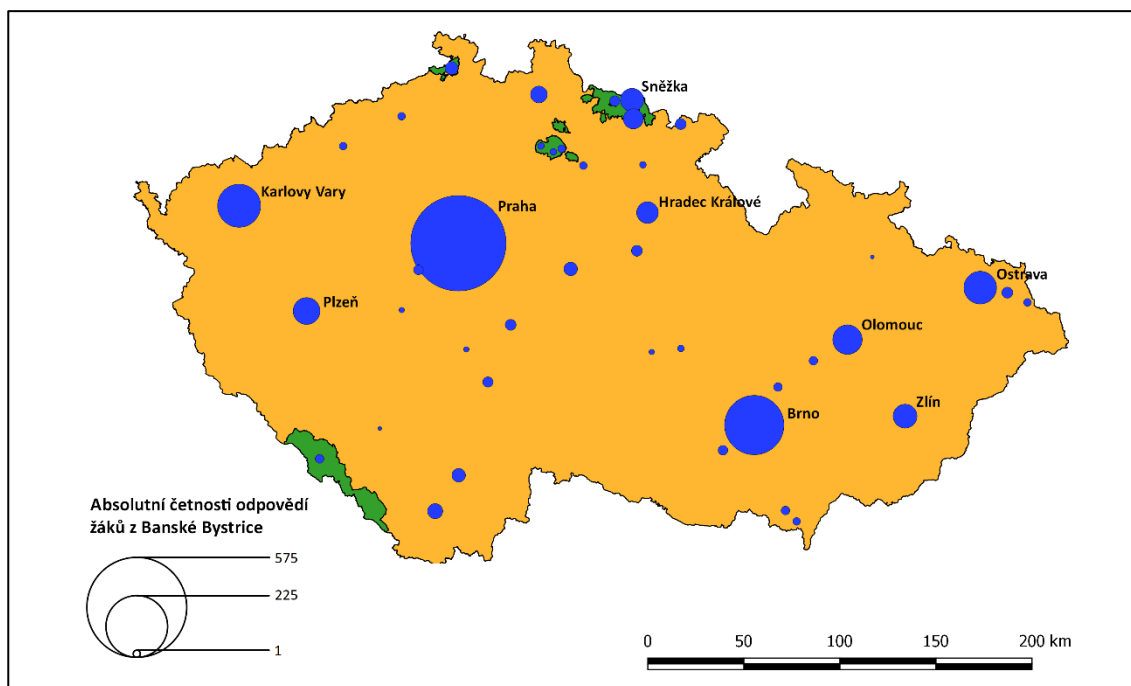 Sněžka
Karlovy Vary
Praha
Hradec Králové
Plzeň
Ostrava
Olomouc
Zlín
Brno
Absolutní četnosti odpovědí
žáků z Banské Bystrice
575
225
1
0 50 100 150 200 km